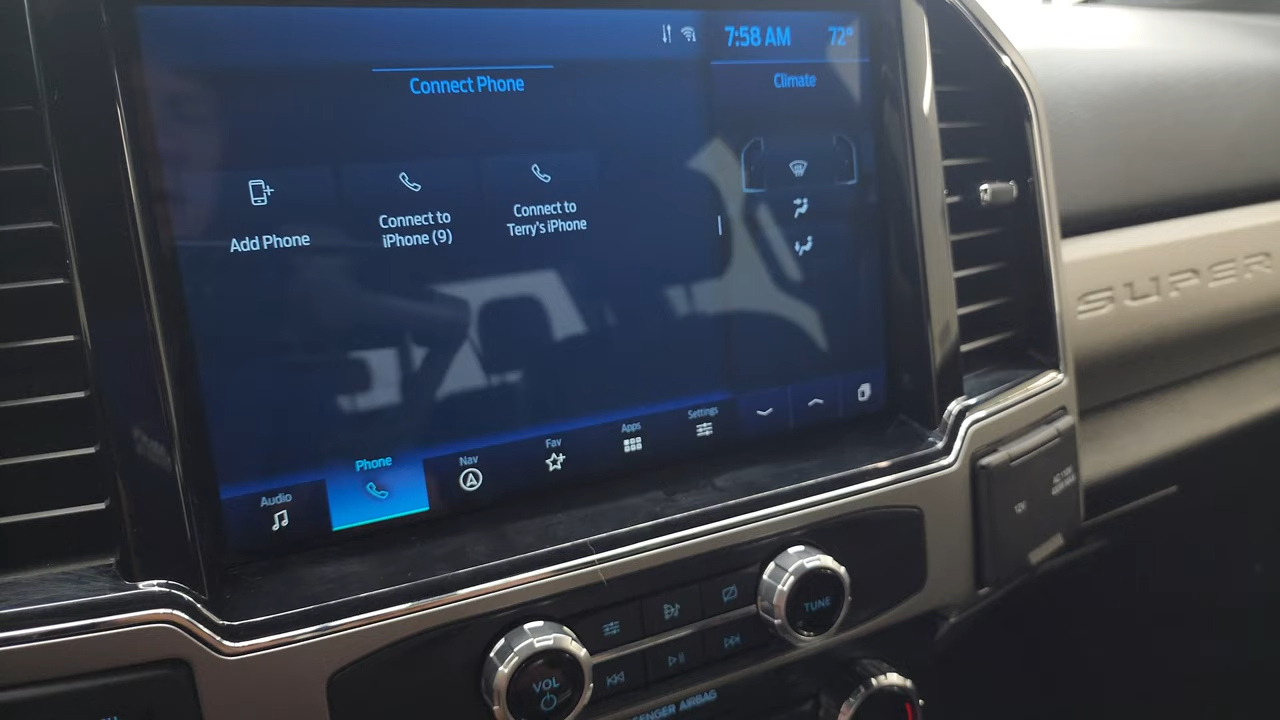 7:58 AM 72°
Connect Phone
Climate
Add Phone
Connect to
iPhone (9)
Connect to
Terry's iPhone
SUPER
Audio
Phone
Nav
Fav
Apps
Settings
VOL
TUNE
AIRBAG